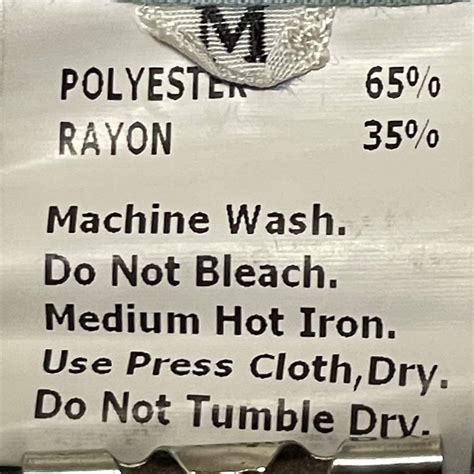 M
POLYESTER 65%
RAYON 35%
Machine Wash.
Do Not Bleach.
Medium Hot Iron.
Use Press Cloth,Dry.
Do Not Tumble Dry.